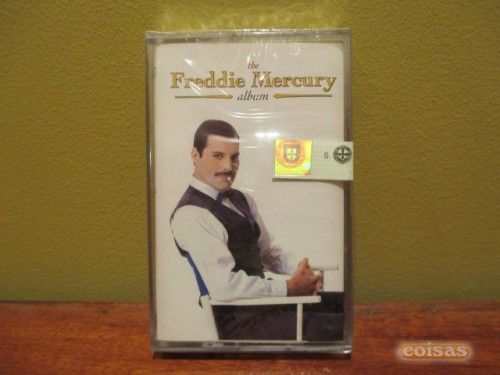 the
Freddie Mercury
album
S
coisas